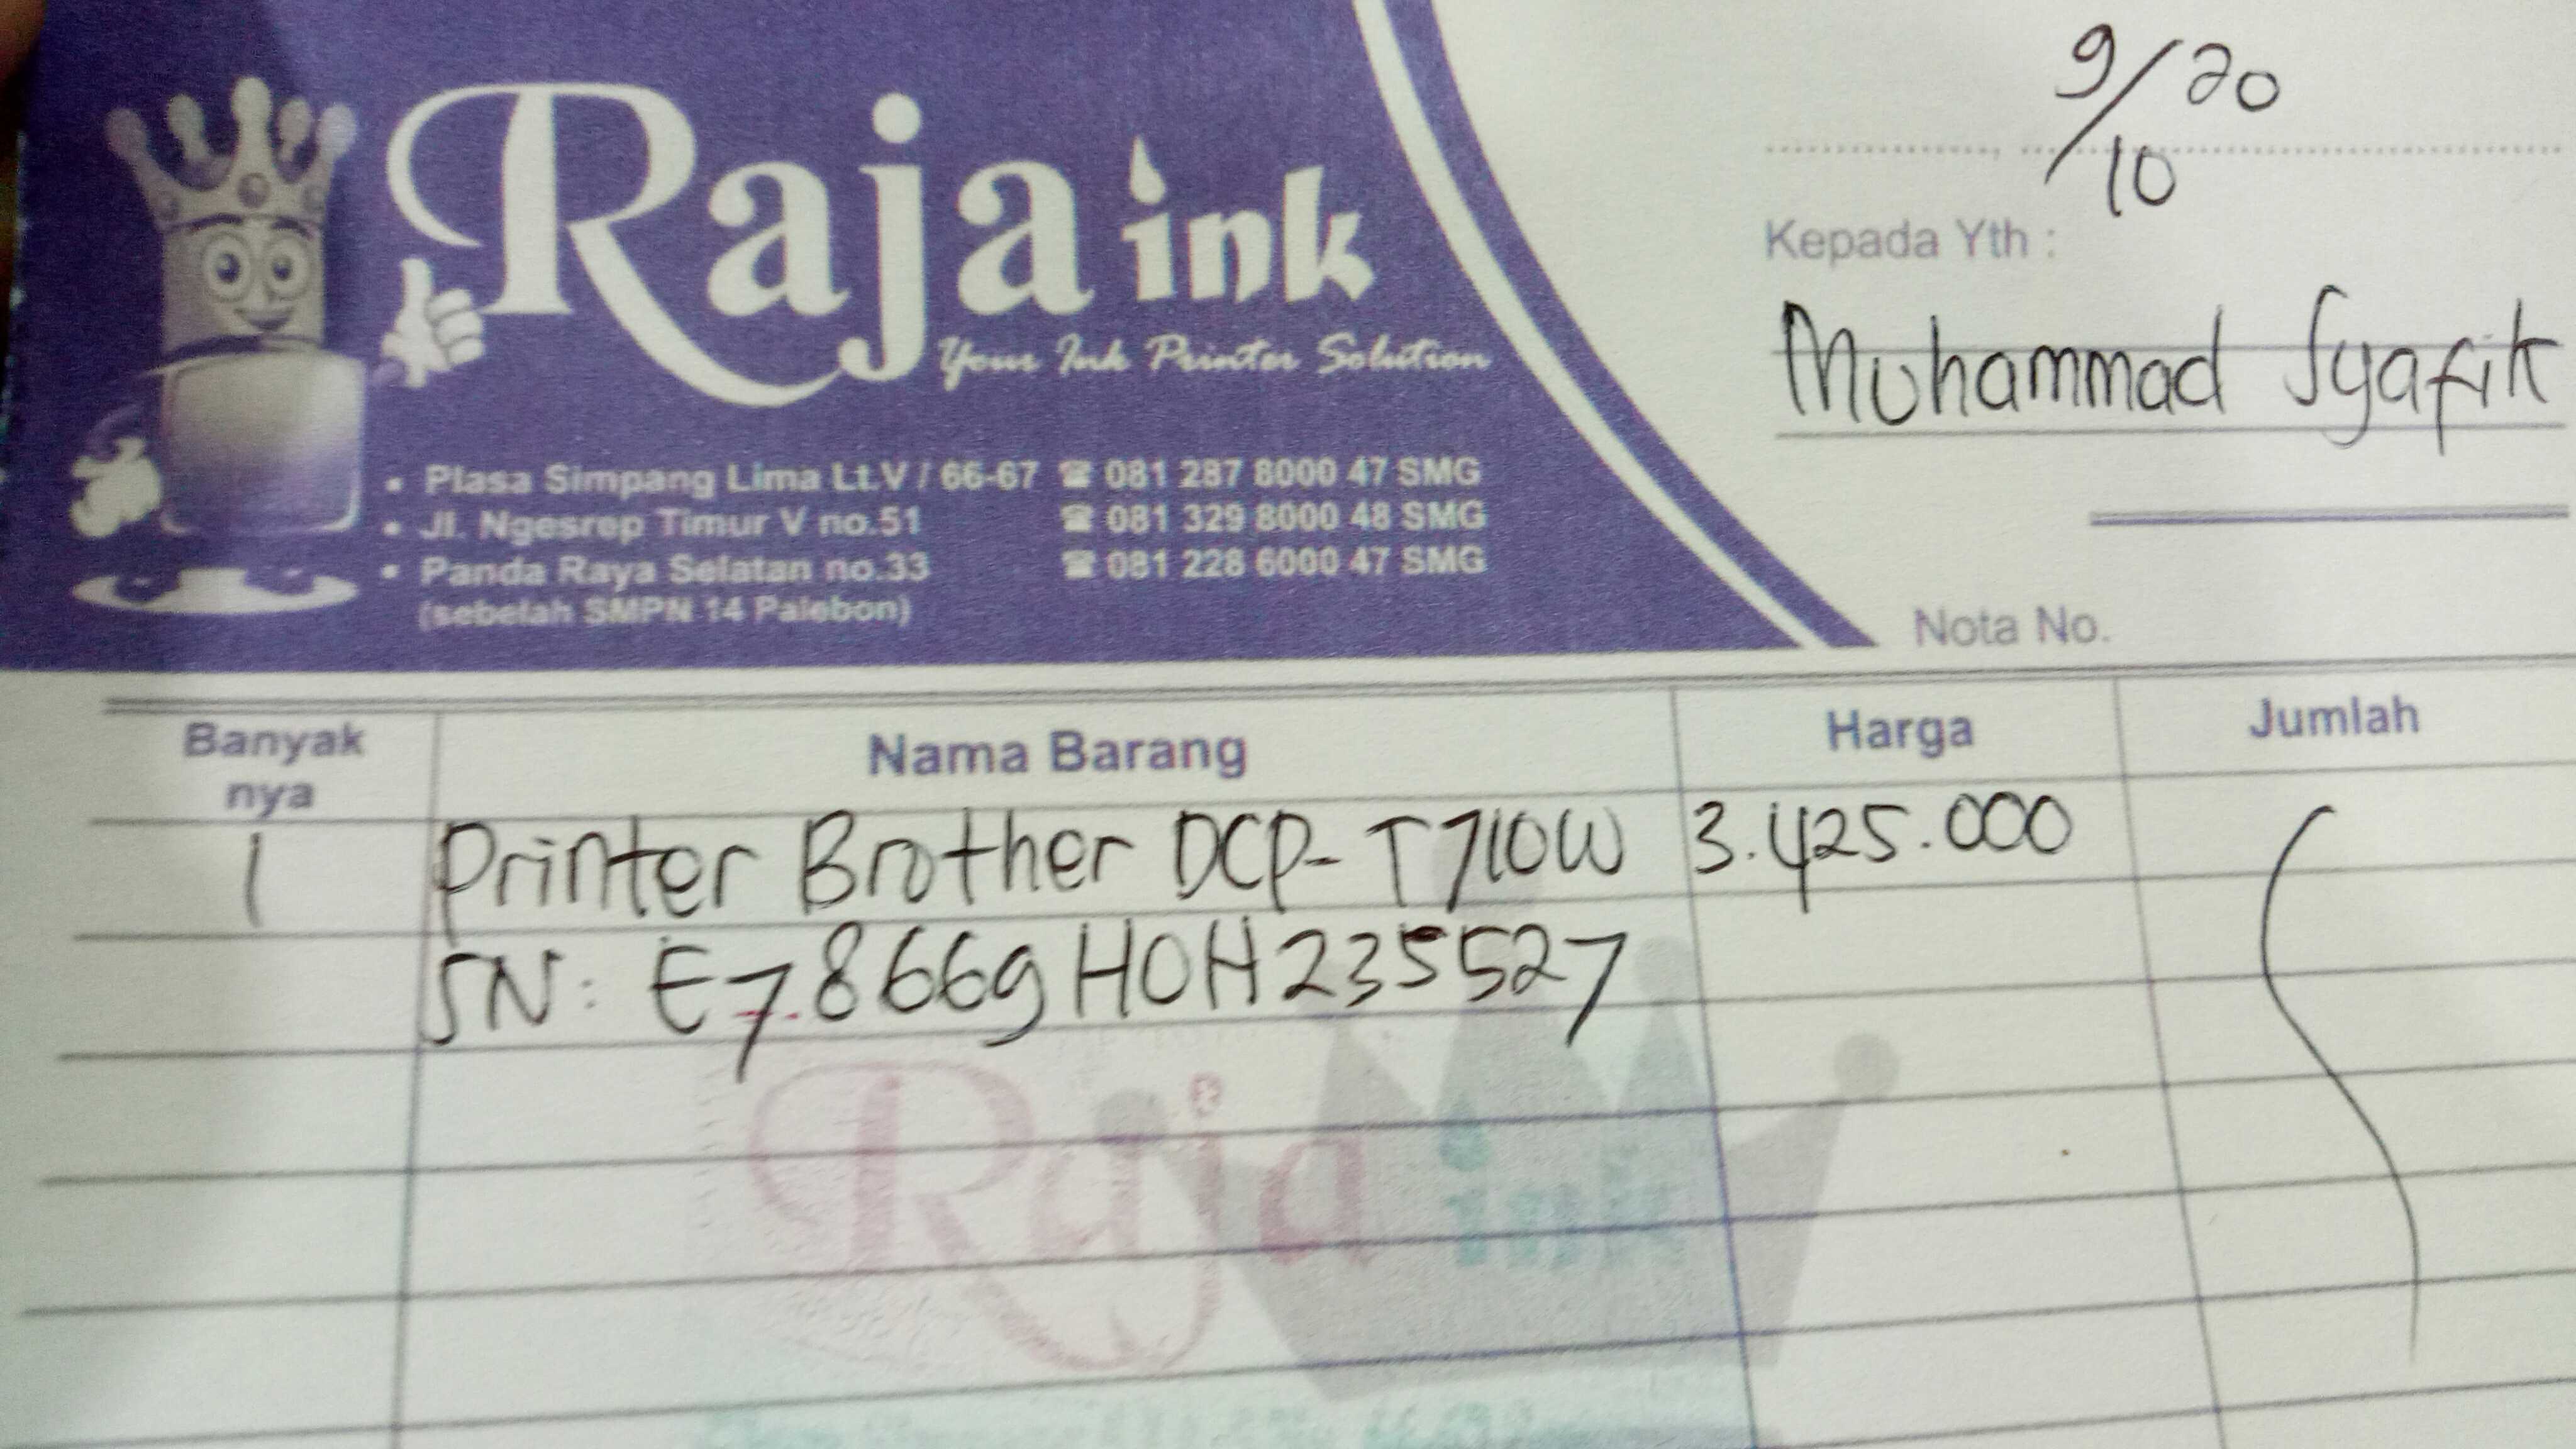 Raja ink
Your Ink Printer Solution
• Plasa Simpang Lima Lt.V / 66-67 ☎ 081 287 8000 47 SMG
• Jl. Ngesrep Timur V no.51 ☎ 081 329 8000 48 SMG
• Panda Raya Selatan no.33 ☎ 081 228 6000 47 SMG
(sebelah SMPN 14 Palebon)
9/10 20
Kepada Yth :
Muhammad Syafik
Nota No.
Banyak nya Nama Barang Harga Jumlah
1 Printer Brother DCP-T710W 3.425.000
SN: E78669H0H235527
Raja ink